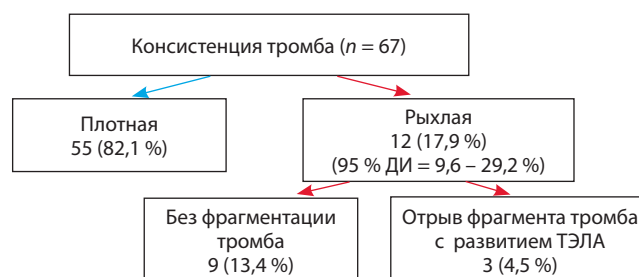 Консистенция тромба (n = 67)
Плотная
55 (82,1 %)
Рыхлая
12 (17,9 %)
(95 % ДИ = 9,6 – 29,2 %)
Без фрагментации
тромба
9 (13,4 %)
Отрыв фрагмента тромба
с развитием ТЭЛА
3 (4,5 %)